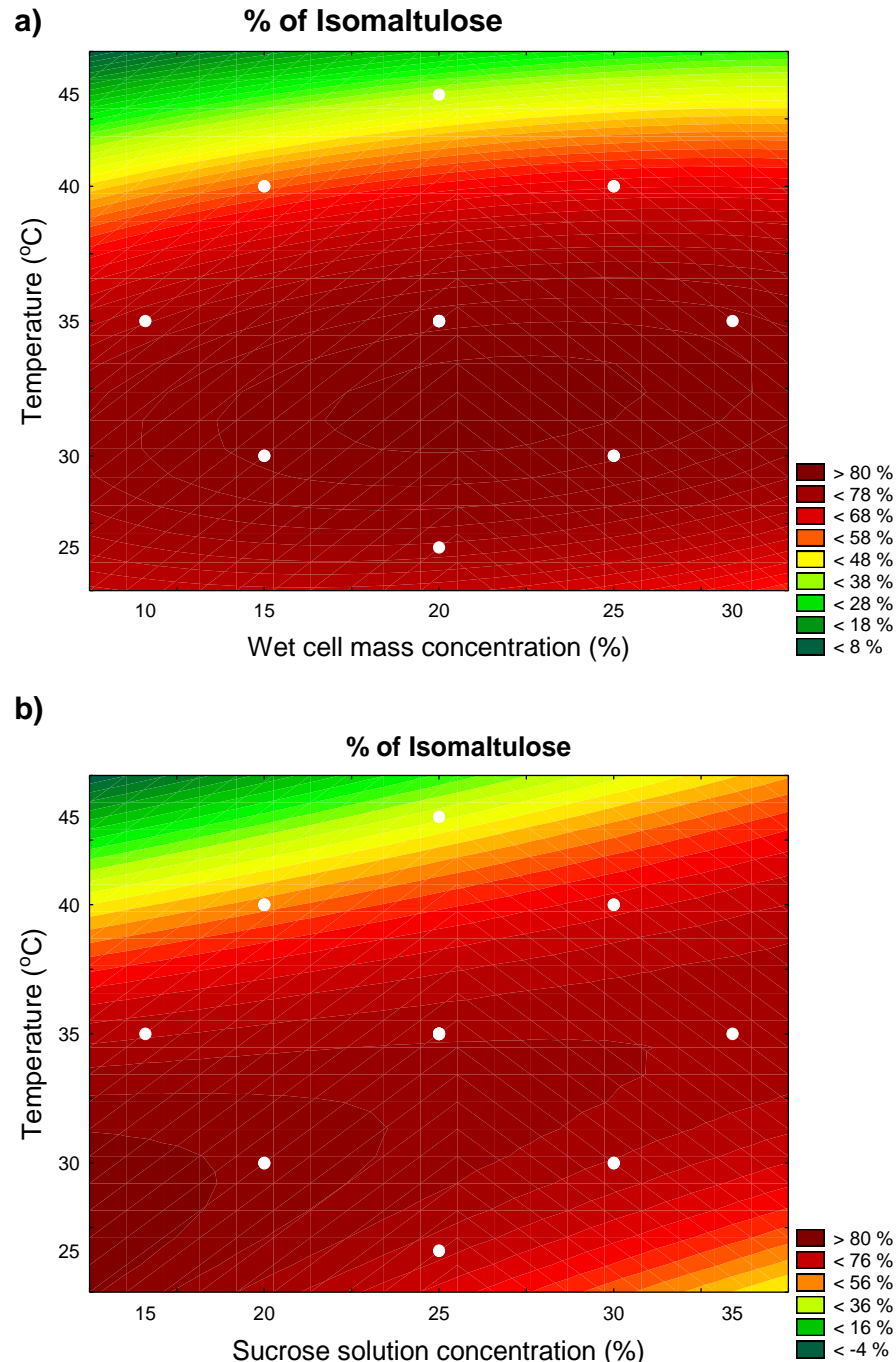 a)
% of Isomaltulose
Temperature (ºC)
45
40
35
30
25
10 15 20 25 30
Wet cell mass concentration (%)
> 80 %
< 78 %
< 68 %
< 58 %
< 48 %
< 38 %
< 28 %
< 18 %
< 8 %
b)
% of Isomaltulose
Temperature (ºC)
45
40
35
30
25
15 20 25 30 35
Sucrose solution concentration (%)
> 80 %
< 76 %
< 56 %
< 36 %
< 16 %
< -4 %